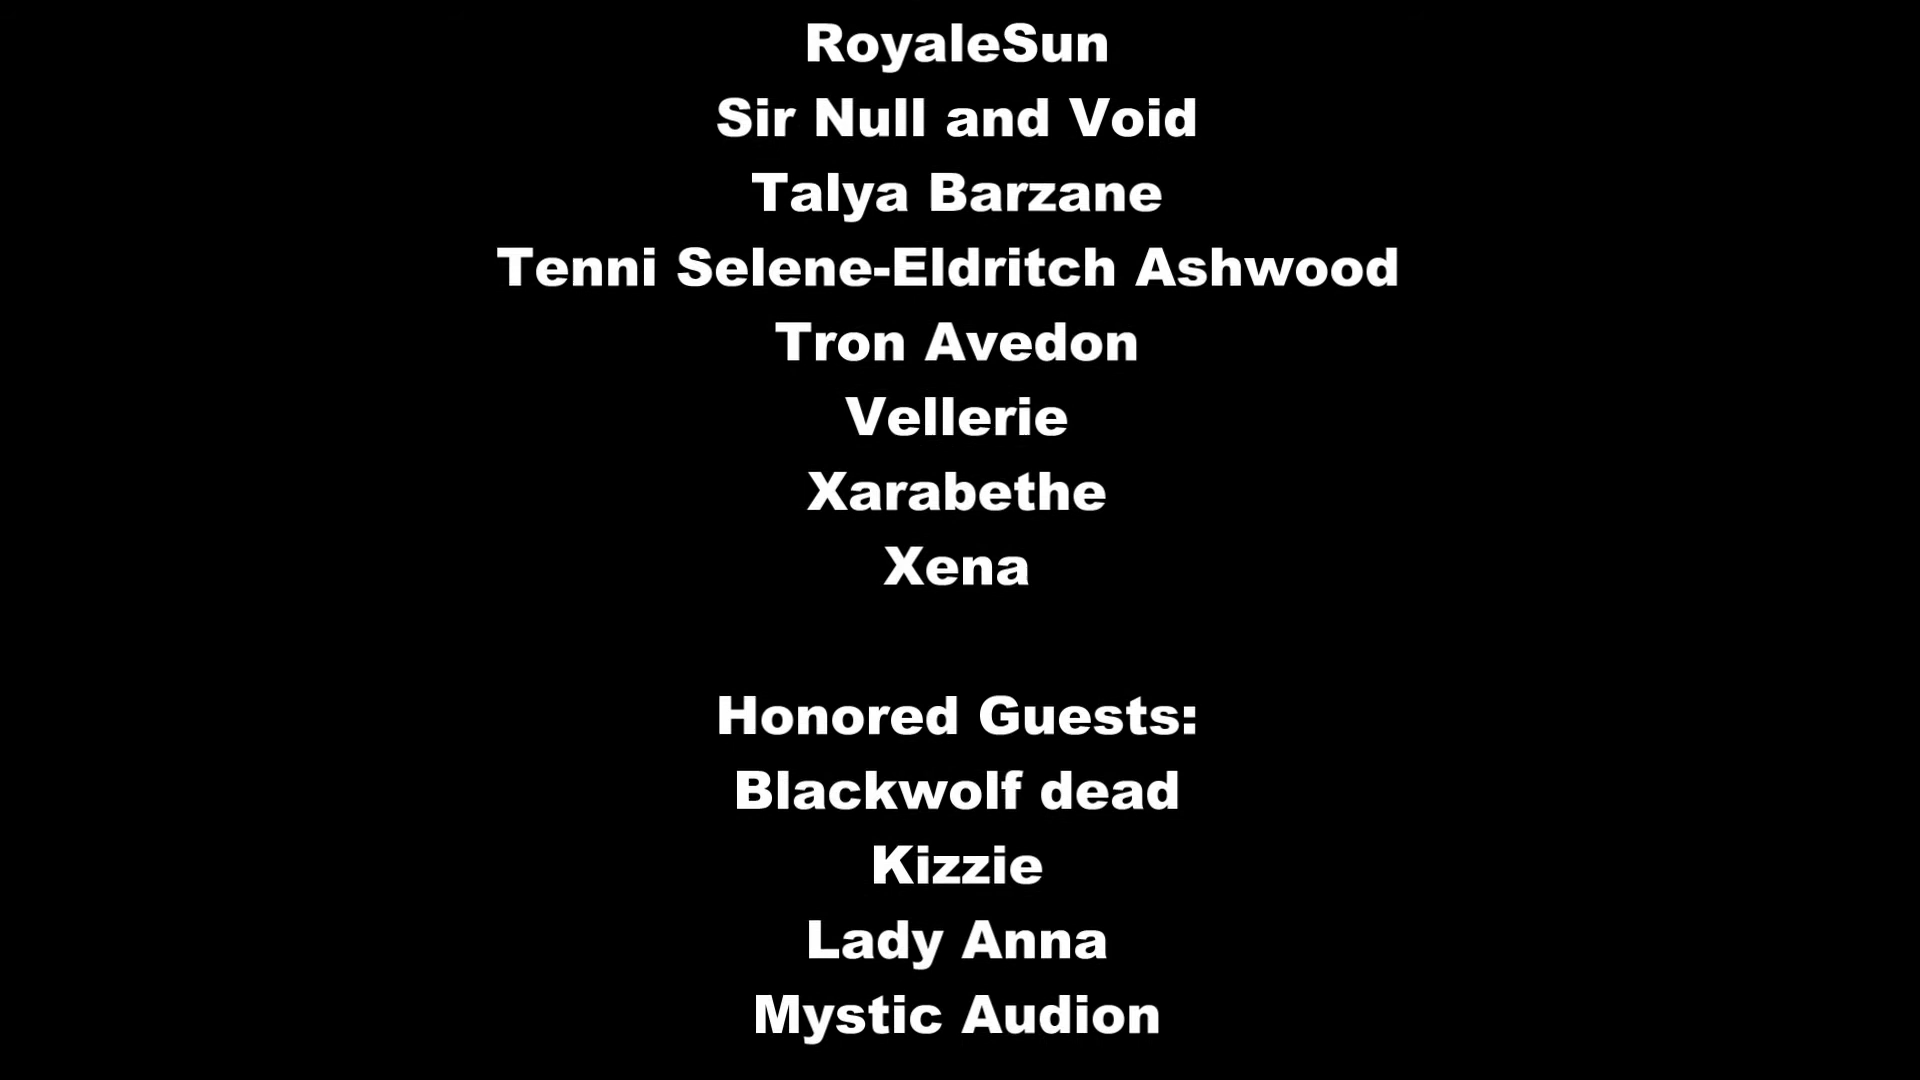 RoyaleSun
Sir Null and Void
Talya Barzane
Tenni Selene-Eldritch Ashwood
Tron Avedon
Vellerie
Xarabethe
Xena
Honored Guests:
Blackwolf dead
Kizzie
Lady Anna
Mystic Audion